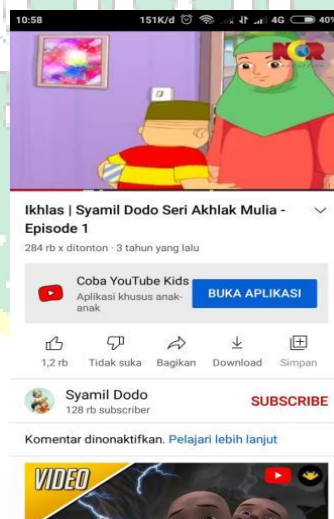 10:58 151K/d 4G 40%
NCR
Ikhlas | Syamil Dodo Seri Akhlak Mulia -
Episode 1
284 rb x ditonton · 3 tahun yang lalu
Coba YouTube Kids
Aplikasi khusus anak-
anak
BUKA APLIKASI
1,2 rb Tidak suka Bagikan Download Simpan
Syamil Dodo
128 rb subscriber
SUBSCRIBE
Komentar dinonaktifkan. Pelajari lebih lanjut
VIDEO